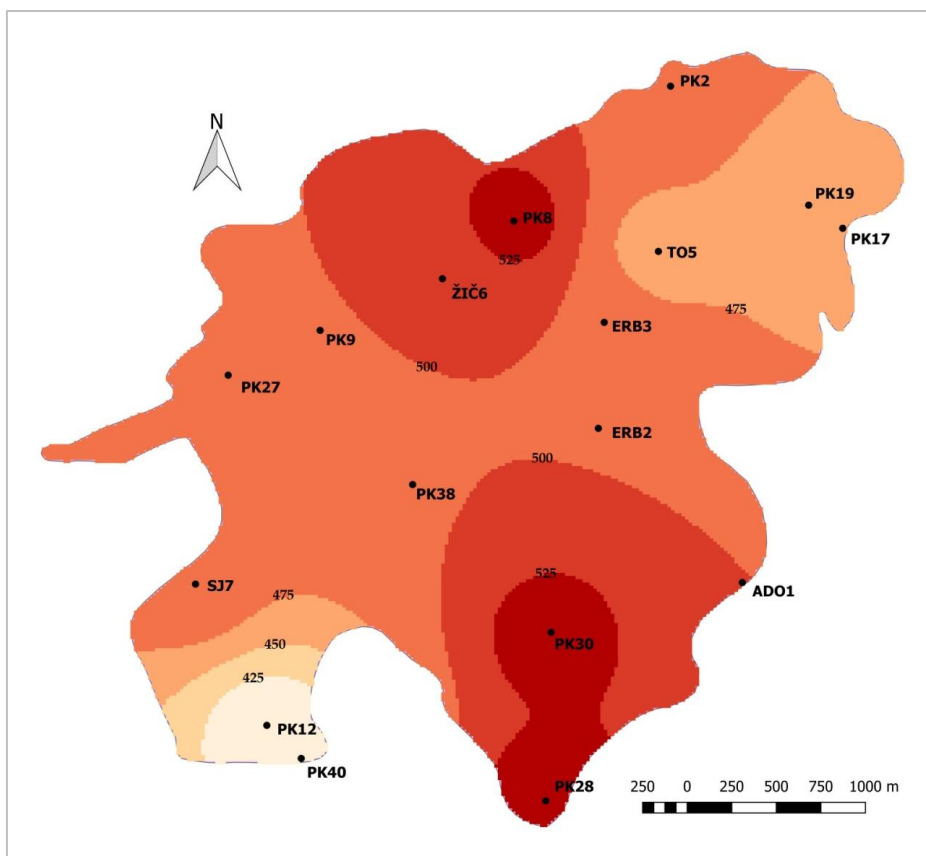 PK2
N
PK19
PK8
PK17
TO5
525
ŽIČ6
475
ERB3
PK9
500
PK27
ERB2
500
PK38
525
SJ7
ADO1
475
PK30
450
425
PK12
PK40
PK28
250 0 250 500 750 1000 m